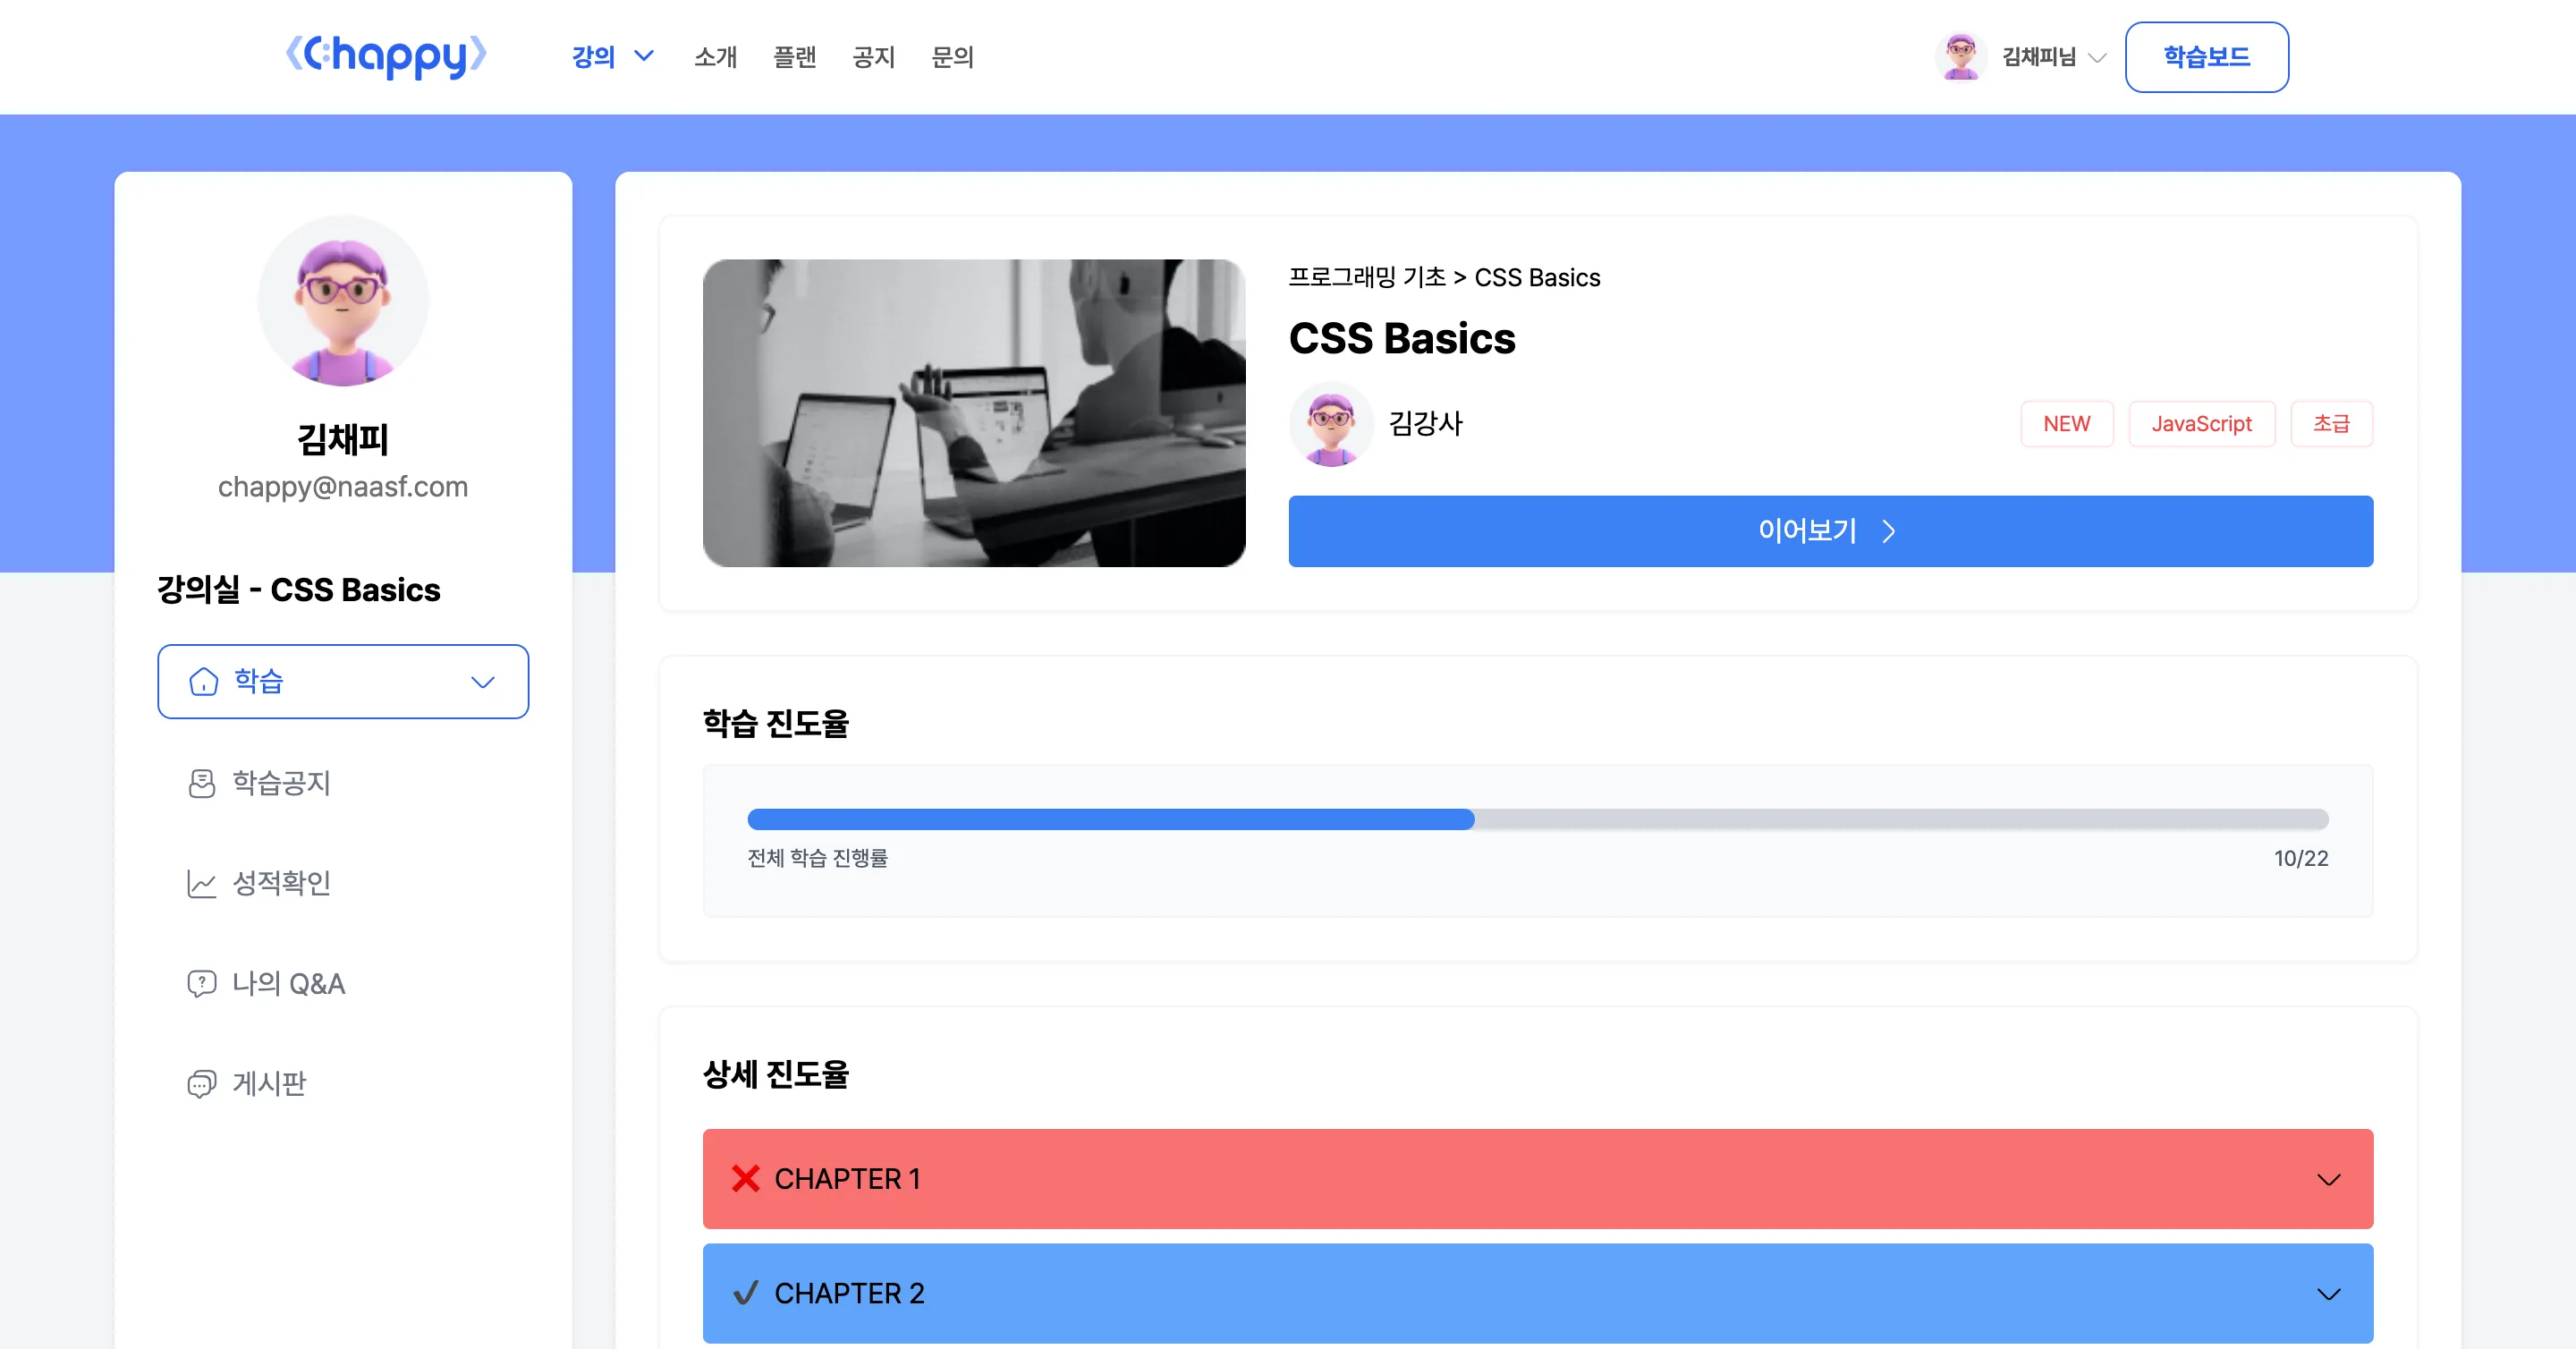 Chappy
강의
소개
플랜
공지
문의
김채피님
학습보드
김채피
chappy@naasf.com
강의실 - CSS Basics
학습
학습공지
성적확인
나의 Q&A
게시판
프로그래밍 기초 > CSS Basics
CSS Basics
김강사
NEW
JavaScript
초급
이어보기
학습 진도율
전체 학습 진행률
10/22
상세 진도율
CHAPTER 1
CHAPTER 2